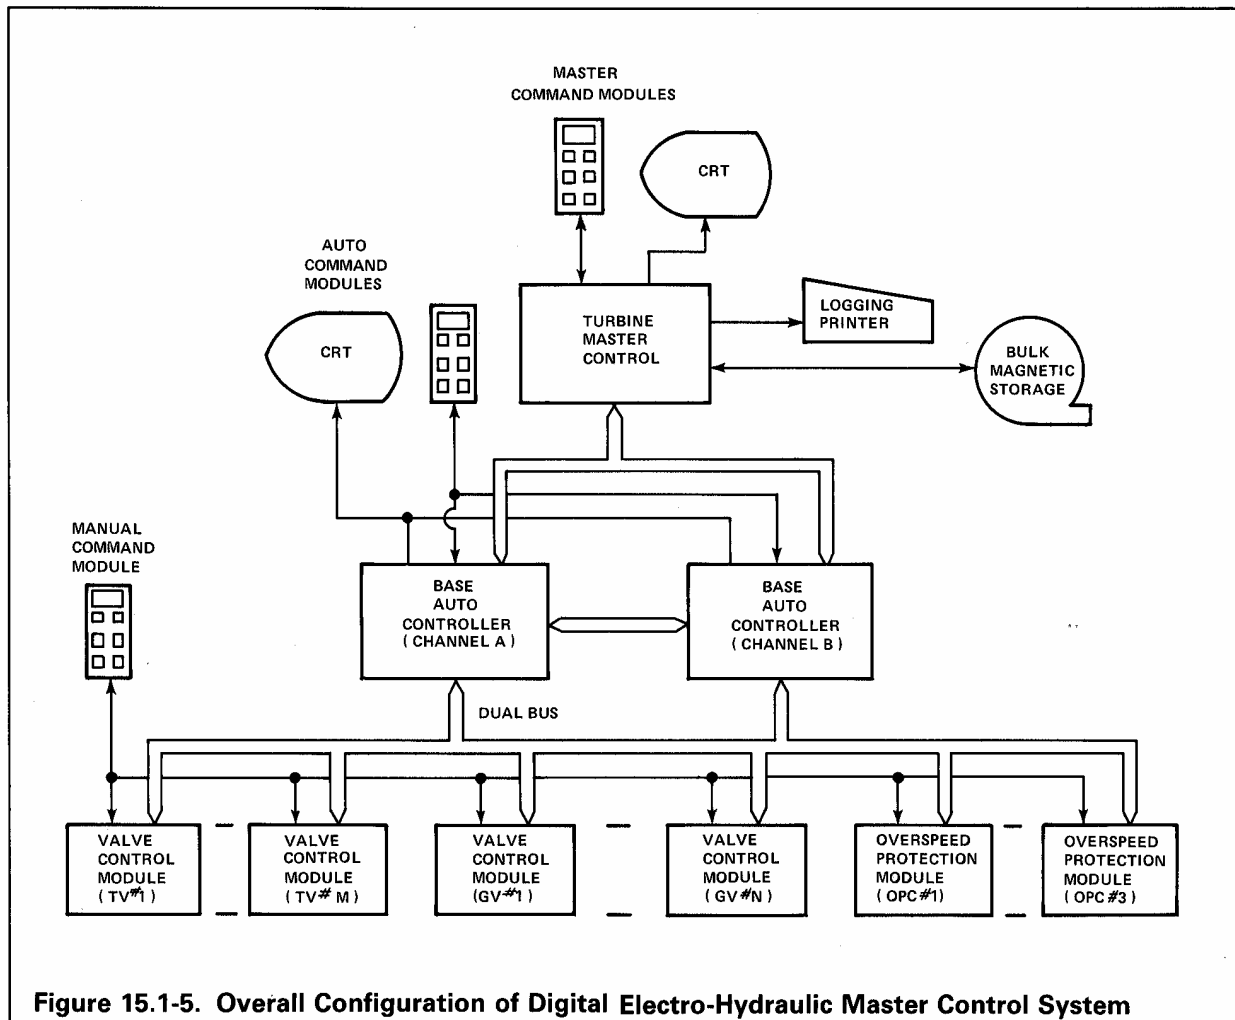 MASTER
COMMAND MODULES
CRT
AUTO
COMMAND
MODULES
CRT
TURBINE
MASTER
CONTROL
LOGGING
PRINTER
BULK
MAGNETIC
STORAGE
MANUAL
COMMAND
MODULE
BASE
AUTO
CONTROLLER
( CHANNEL A )
BASE
AUTO
CONTROLLER
( CHANNEL B )
DUAL BUS
VALVE
CONTROL
MODULE
( TV#1 )
VALVE
CONTROL
MODULE
( TV# M )
VALVE
CONTROL
MODULE
(GV#1 )
VALVE
CONTROL
MODULE
( GV #N )
OVERSPEED
PROTECTION
MODULE
( OPC#1 )
OVERSPEED
PROTECTION
MODULE
( OPC #3 )
Figure 15.1-5. Overall Configuration of Digital Electro-Hydraulic Master Control System